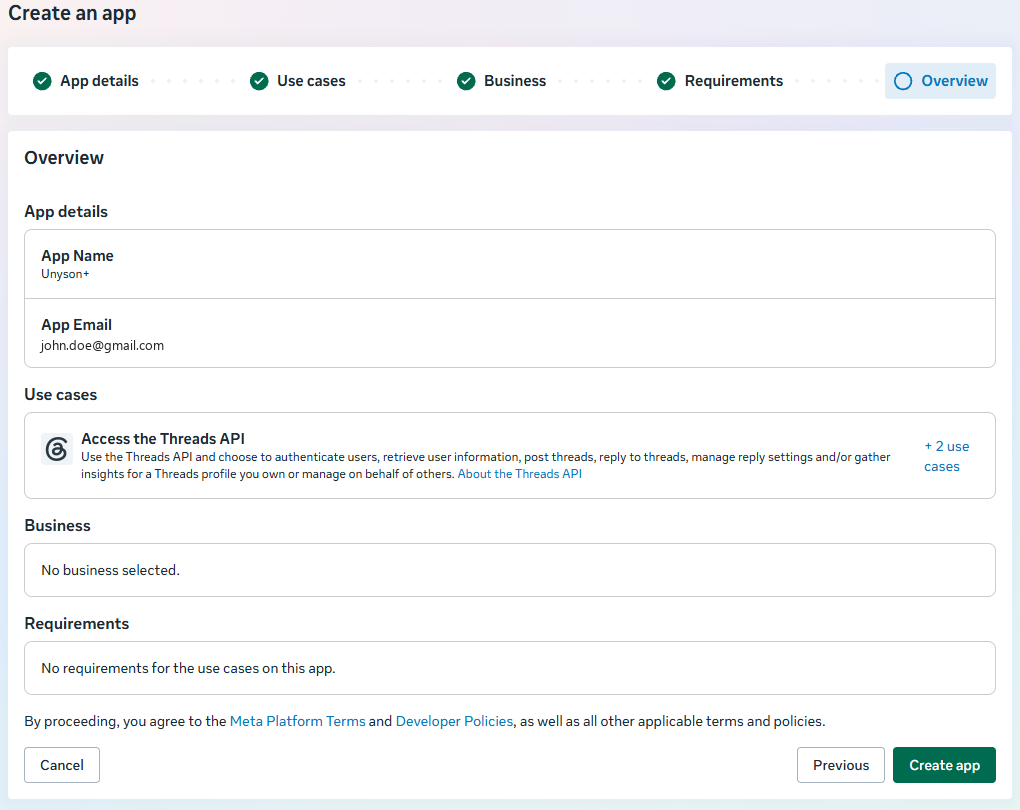 Create an app
App details
Use cases
Business
Requirements
Overview
Overview
App details
App Name
Unyson+
App Email
john.doe@gmail.com
Use cases
Access the Threads API
Use the Threads API and choose to authenticate users, retrieve user information, post threads, reply to threads, manage reply settings and/or gather
insights for a Threads profile you own or manage on behalf of others. About the Threads API
+ 2 use
cases
Business
No business selected.
Requirements
No requirements for the use cases on this app.
By proceeding, you agree to the Meta Platform Terms and Developer Policies, as well as all other applicable terms and policies.
Cancel
Previous
Create app